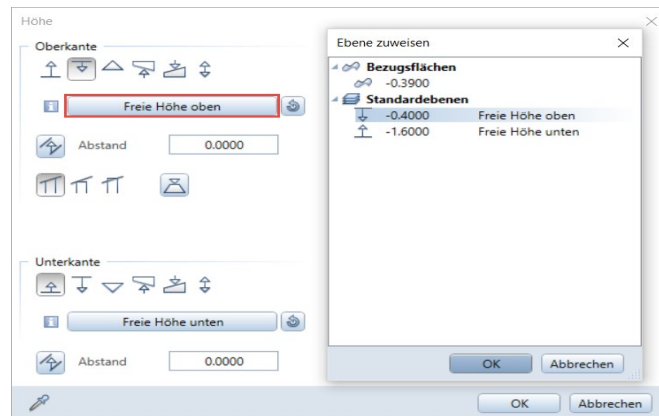 Höhe
Oberkante
Freie Höhe oben
Abstand
0.0000
Unterkante
Freie Höhe unten
Abstand
0.0000
OK
Abbrechen
Ebene zuweisen
Bezugsflächen
-0.3900
Standardebenen
-0.4000 Freie Höhe oben
-1.6000 Freie Höhe unten
OK
Abbrechen